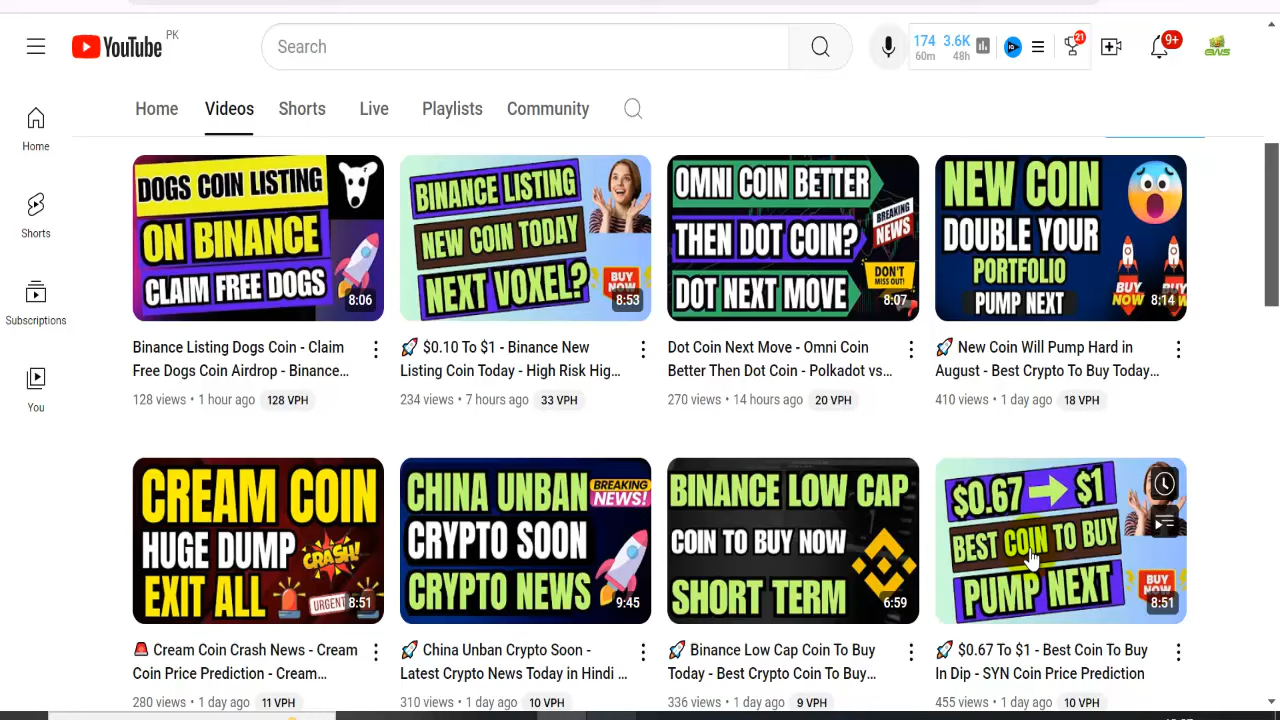 YouTube PK
Search
174 3.6K
60m 48h
21
9+
GWS
Home Videos Shorts Live Playlists Community
Home
Shorts
Subscriptions
You
DOGS COIN LISTING
ON BINANCE
CLAIM FREE DOGS
8:06
BINANCE LISTING
NEW COIN TODAY
NEXT VOXEL?
BUY NOW
8:53
OMNI COIN BETTER
THEN DOT COIN?
DOT NEXT MOVE
BREAKING NEWS
DON'T MISS OUT!
8:07
NEW COIN
DOUBLE YOUR
PORTFOLIO
PUMP NEXT
BUY NOW
8:14
Binance Listing Dogs Coin - Claim
Free Dogs Coin Airdrop - Binance...
128 views • 1 hour ago 128 VPH
🚀 $0.10 To $1 - Binance New
Listing Coin Today - High Risk Hig...
234 views • 7 hours ago 33 VPH
Dot Coin Next Move - Omni Coin
Better Then Dot Coin - Polkadot vs...
270 views • 14 hours ago 20 VPH
🚀 New Coin Will Pump Hard in
August - Best Crypto To Buy Today...
410 views • 1 day ago 18 VPH
CREAM COIN
HUGE DUMP
EXIT ALL
CRASH!
URGENT
8:51
CHINA UNBAN
CRYPTO SOON
CRYPTO NEWS
BREAKING NEWS!
9:45
BINANCE LOW CAP
COIN TO BUY NOW
SHORT TERM
6:59
$0.67 $1
BEST COIN TO BUY
PUMP NEXT
BUY NOW
8:51
🚨 Cream Coin Crash News - Cream
Coin Price Prediction - Cream...
280 views • 1 day ago 11 VPH
🚀 China Unban Crypto Soon -
Latest Crypto News Today in Hindi ...
310 views • 1 day ago 10 VPH
🚀 Binance Low Cap Coin To Buy
Today - Best Crypto Coin To Buy...
336 views • 1 day ago 9 VPH
🚀 $0.67 To $1 - Best Coin To Buy
In Dip - SYN Coin Price Prediction
455 views • 1 day ago 10 VPH